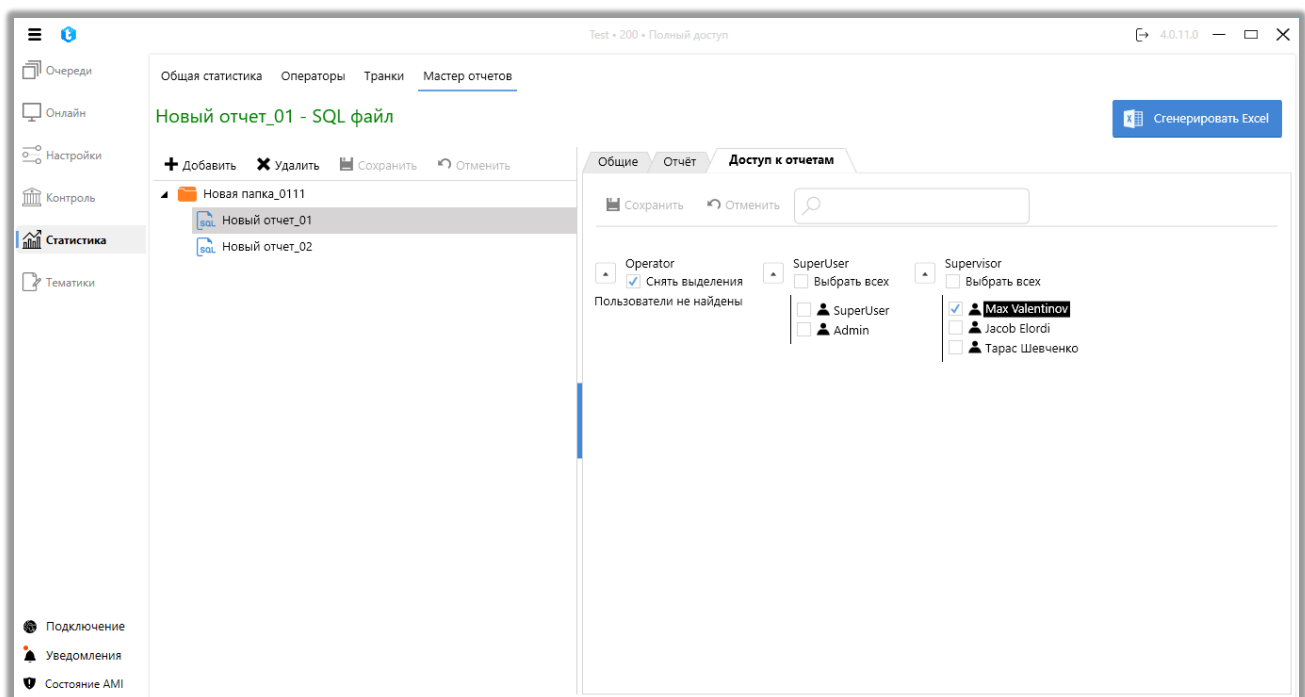 Test • 200 • Полный доступ
4.0.11.0
Очереди
Онлайн
Настройки
Контроль
Статистика
Тематики
Подключение
Уведомления
Состояние AMI
Общая статистика Операторы Транки Мастер отчетов
Новый отчет_01 - SQL файл
Сгенерировать Excel
Добавить Удалить Сохранить Отменить
Новая папка_0111
SQL Новый отчет_01
SQL Новый отчет_02
Общие Отчёт Доступ к отчетам
Сохранить Отменить
Operator
Снять выделения
Пользователи не найдены
SuperUser
Выбрать всех
SuperUser
Admin
Supervisor
Выбрать всех
Max Valentinov
Jacob Elordi
Тарас Шевченко